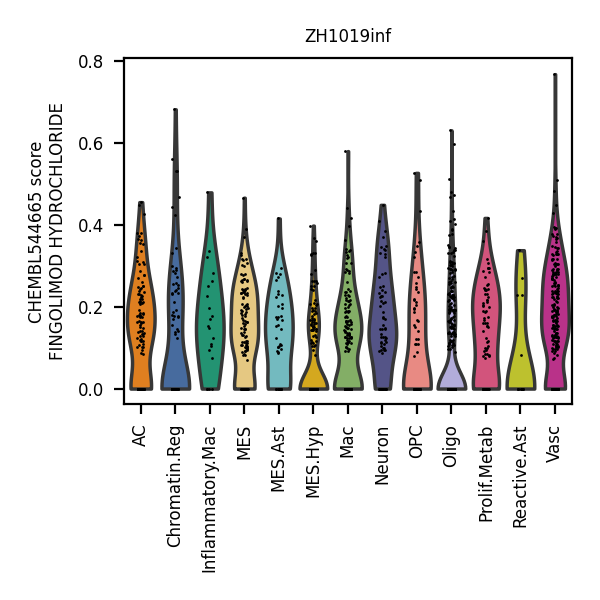 ZH1019inf
CHEMBL544665 score
FINGOLIMOD HYDROCHLORIDE
0.8
0.6
0.4
0.2
0.0
AC
Chromatin.Reg
Inflammatory.Mac
MES
MES.Ast
MES.Hyp
Mac
Neuron
OPC
Oligo
Prolif.Metab
Reactive.Ast
Vasc